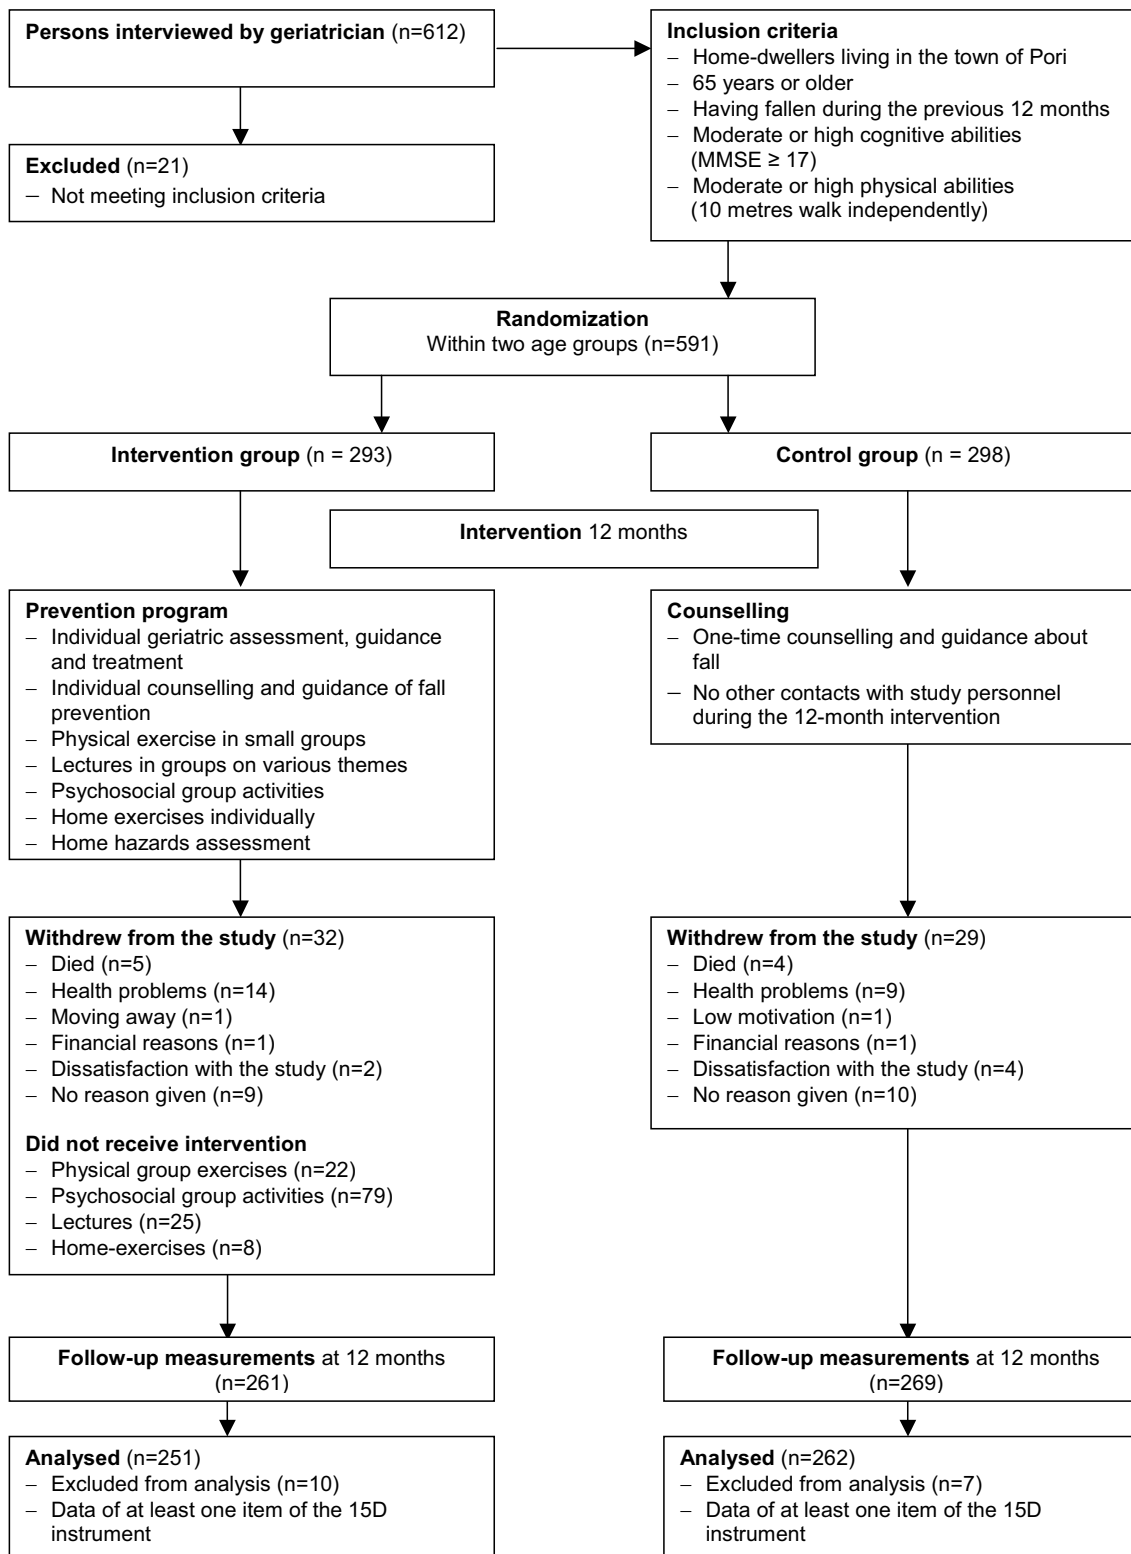 Persons interviewed by geriatrician (n=612)
Inclusion criteria
– Home-dwellers living in the town of Pori
– 65 years or older
– Having fallen during the previous 12 months
– Moderate or high cognitive abilities
(MMSE ≥ 17)
– Moderate or high physical abilities
(10 metres walk independently)
Excluded (n=21)
– Not meeting inclusion criteria
Randomization
Within two age groups (n=591)
Intervention group (n = 293)
Control group (n = 298)
Intervention 12 months
Prevention program
– Individual geriatric assessment, guidance
and treatment
– Individual counselling and guidance of fall
prevention
– Physical exercise in small groups
– Lectures in groups on various themes
– Psychosocial group activities
– Home exercises individually
– Home hazards assessment
Counselling
– One-time counselling and guidance about
fall
– No other contacts with study personnel
during the 12-month intervention
Withdrew from the study (n=32)
– Died (n=5)
– Health problems (n=14)
– Moving away (n=1)
– Financial reasons (n=1)
– Dissatisfaction with the study (n=2)
– No reason given (n=9)
Did not receive intervention
– Physical group exercises (n=22)
– Psychosocial group activities (n=79)
– Lectures (n=25)
– Home-exercises (n=8)
Withdrew from the study (n=29)
– Died (n=4)
– Health problems (n=9)
– Low motivation (n=1)
– Financial reasons (n=1)
– Dissatisfaction with the study (n=4)
– No reason given (n=10)
Follow-up measurements at 12 months
(n=261)
Follow-up measurements at 12 months
(n=269)
Analysed (n=251)
– Excluded from analysis (n=10)
– Data of at least one item of the 15D
instrument
Analysed (n=262)
– Excluded from analysis (n=7)
– Data of at least one item of the 15D
instrument